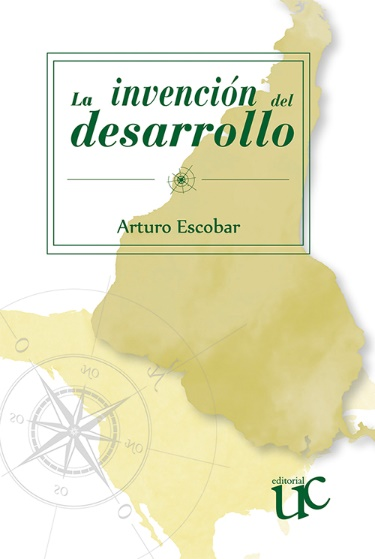 La invención del
desarrollo
Arturo Escobar
editorial
uc